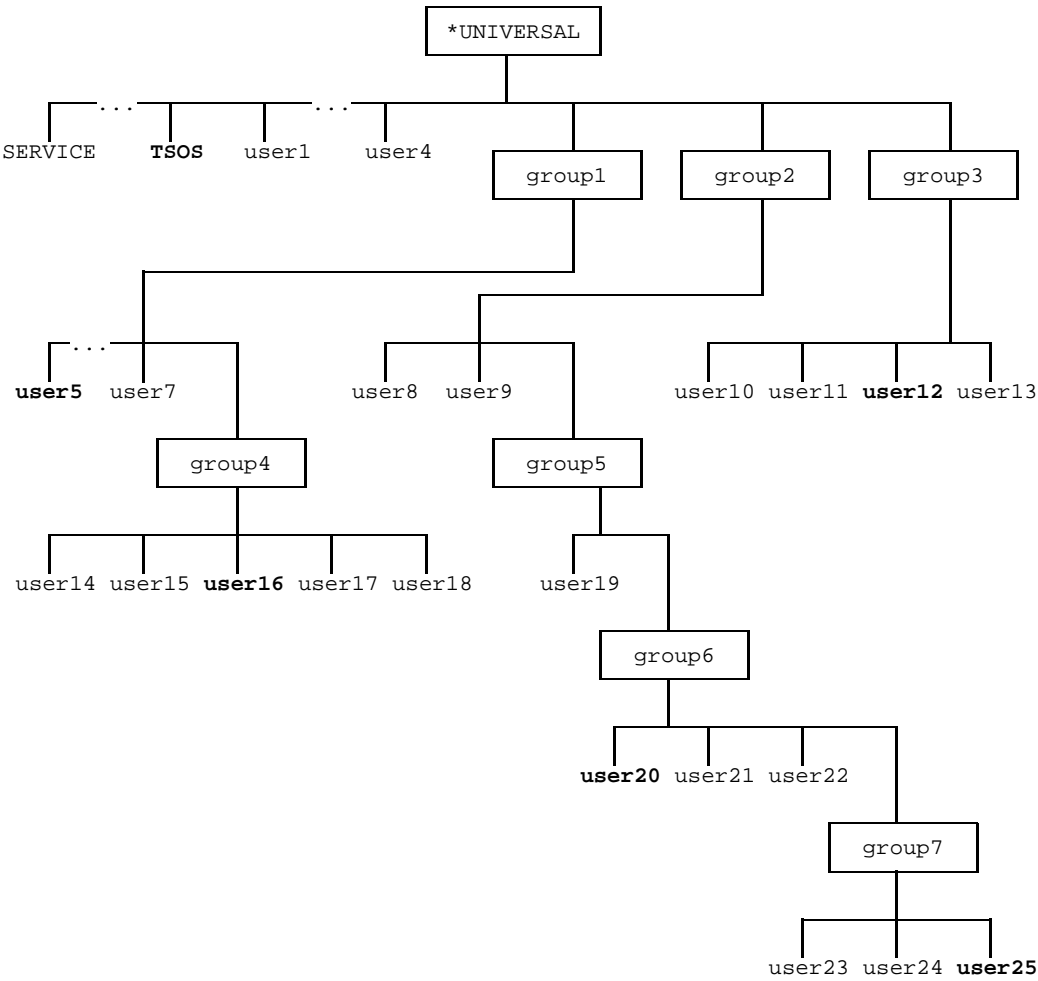 *UNIVERSAL
... ...
SERVICE TSOS user1 user4
group1 group2 group3
...
user5 user7 user8 user9 user10 user11 user12 user13
group4 group5
user14 user15 user16 user17 user18 user19
group6
user20 user21 user22
group7
user23 user24 user25